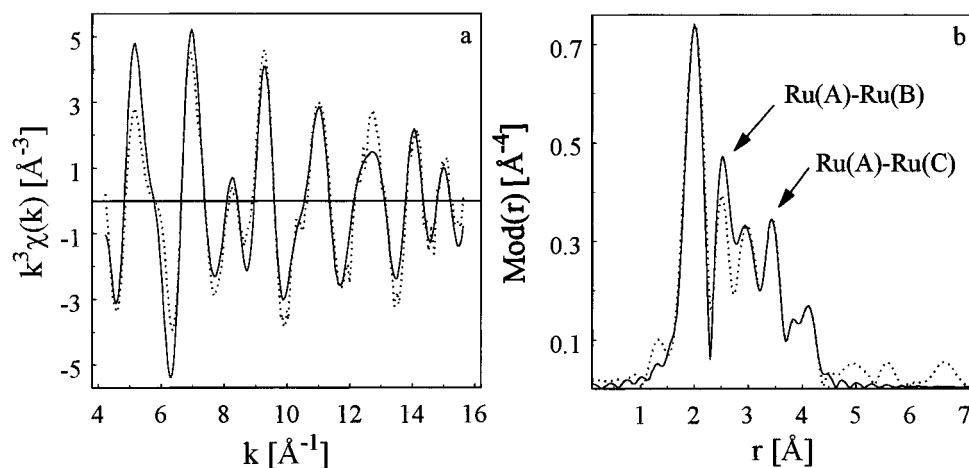 a
k³χ(k) [Å⁻³]
5
3
1
-1
-3
-5
4 6 8 10 12 14 16
k [Å⁻¹]
b
Mod(r) [Å⁻⁴]
0.7
0.5
0.3
0.1
Ru(A)-Ru(B)
Ru(A)-Ru(C)
1 2 3 4 5 6 7
r [Å]